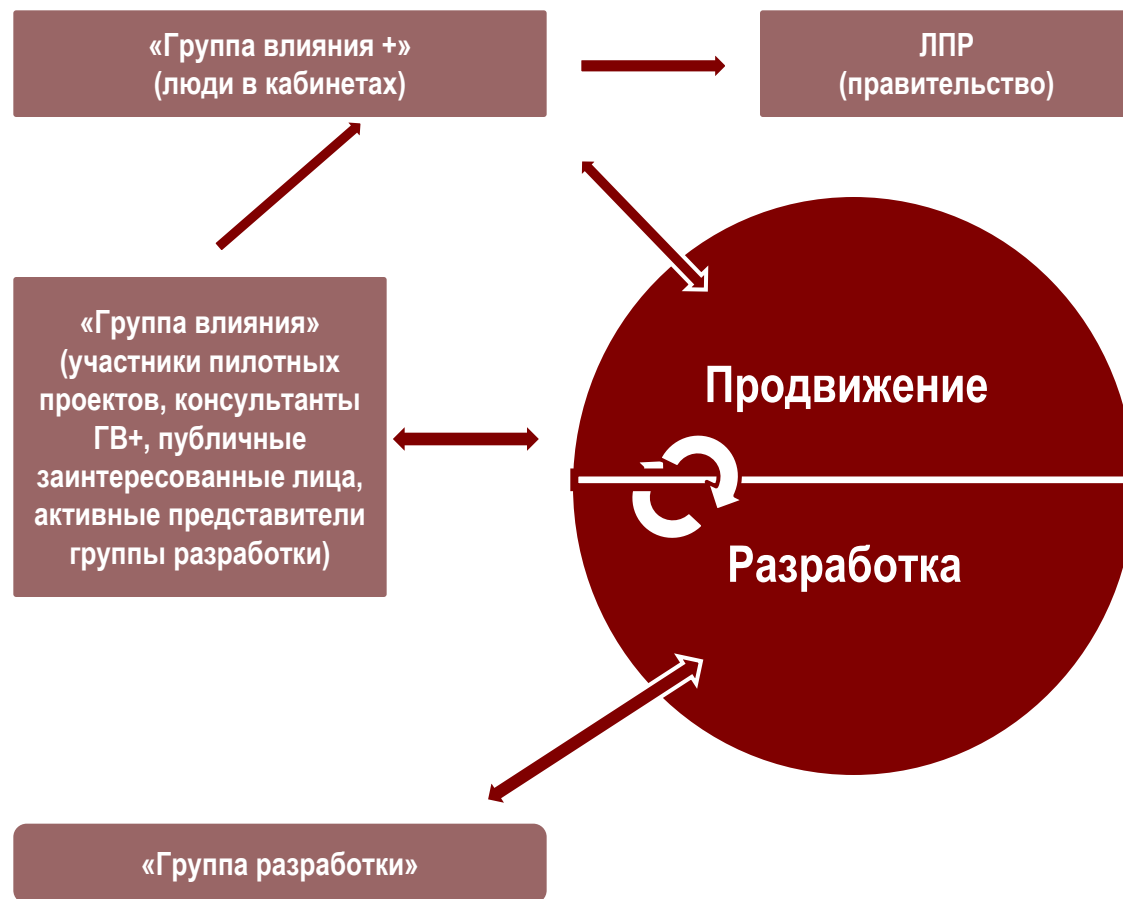 «Группа влияния +»
(люди в кабинетах)
ЛПР
(правительство)
«Группа влияния»
(участники пилотных
проектов, консультанты
ГВ+, публичные
заинтересованные лица,
активные представители
группы разработки)
Продвижение
Разработка
«Группа разработки»